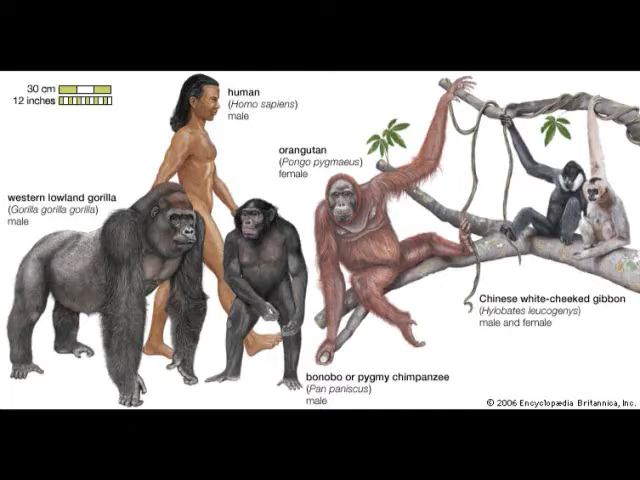 30 cm
12 inches
human
(Homo sapiens)
male
orangutan
(Pongo pygmaeus)
female
western lowland gorilla
(Gorilla gorilla gorilla)
male
Chinese white-cheeked gibbon
(Hylobates leucogenys)
male and female
bonobo or pygmy chimpanzee
(Pan paniscus)
male
© 2006 Encyclopædia Britannica, Inc.